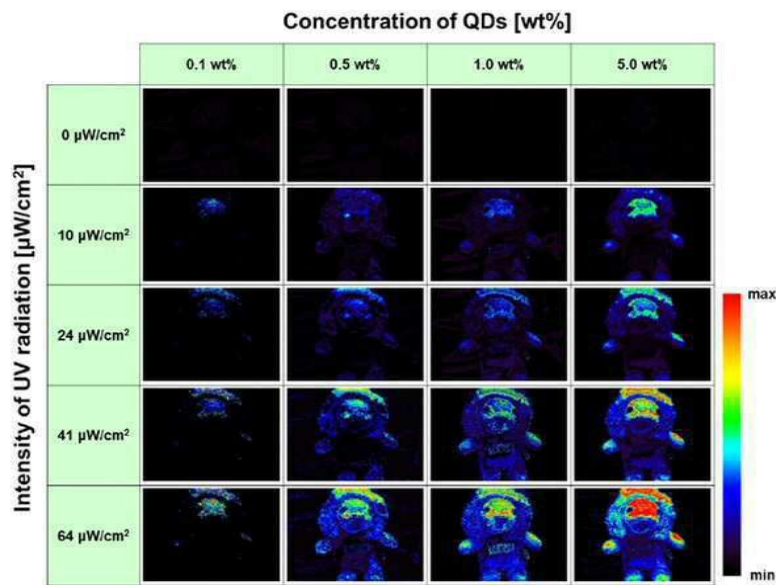 Concentration of QDs [wt%]
0.1 wt% 0.5 wt% 1.0 wt% 5.0 wt%
Intensity of UV radiation [µW/cm²]
0 µW/cm²
10 µW/cm²
24 µW/cm²
41 µW/cm²
64 µW/cm²
max
min